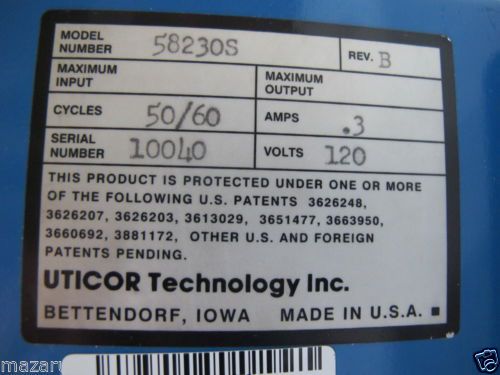 MODEL NUMBER 58230S REV. B
MAXIMUM INPUT MAXIMUM OUTPUT
CYCLES 50/60 AMPS .3
SERIAL NUMBER 10040 VOLTS 120
THIS PRODUCT IS PROTECTED UNDER ONE OR MORE
OF THE FOLLOWING U.S. PATENTS 3626248,
3626207, 3626203, 3613029, 3651477, 3663950,
3660692, 3881172, OTHER U.S. AND FOREIGN
PATENTS PENDING.
UTICOR Technology Inc.
BETTENDORF, IOWA MADE IN U.S.A.